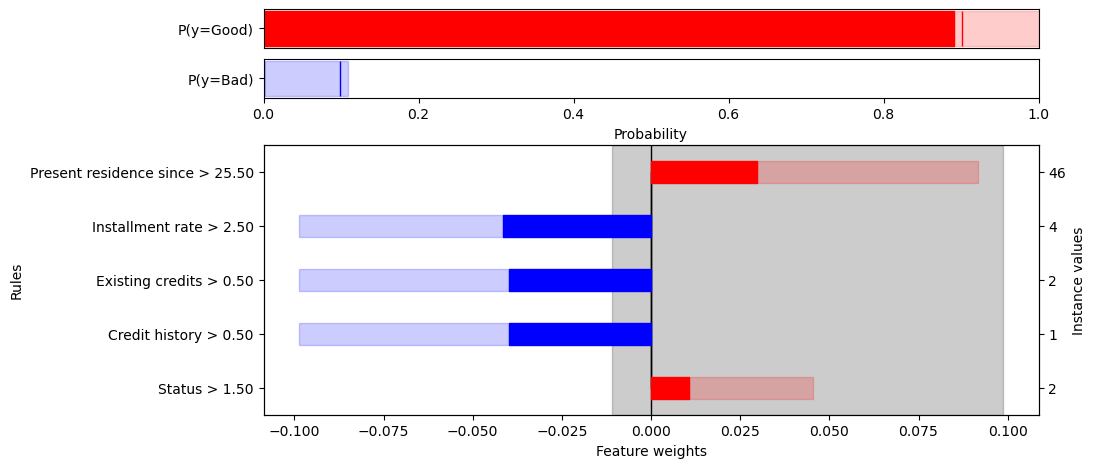 P(y=Good)
P(y=Bad)
0.0 0.2 0.4 0.6 0.8 1.0
Probability
Present residence since > 25.50 46
Installment rate > 2.50 4
Existing credits > 0.50 2
Credit history > 0.50 1
Status > 1.50 2
Rules
Instance values
−0.100 −0.075 −0.050 −0.025 0.000 0.025 0.050 0.075 0.100
Feature weights